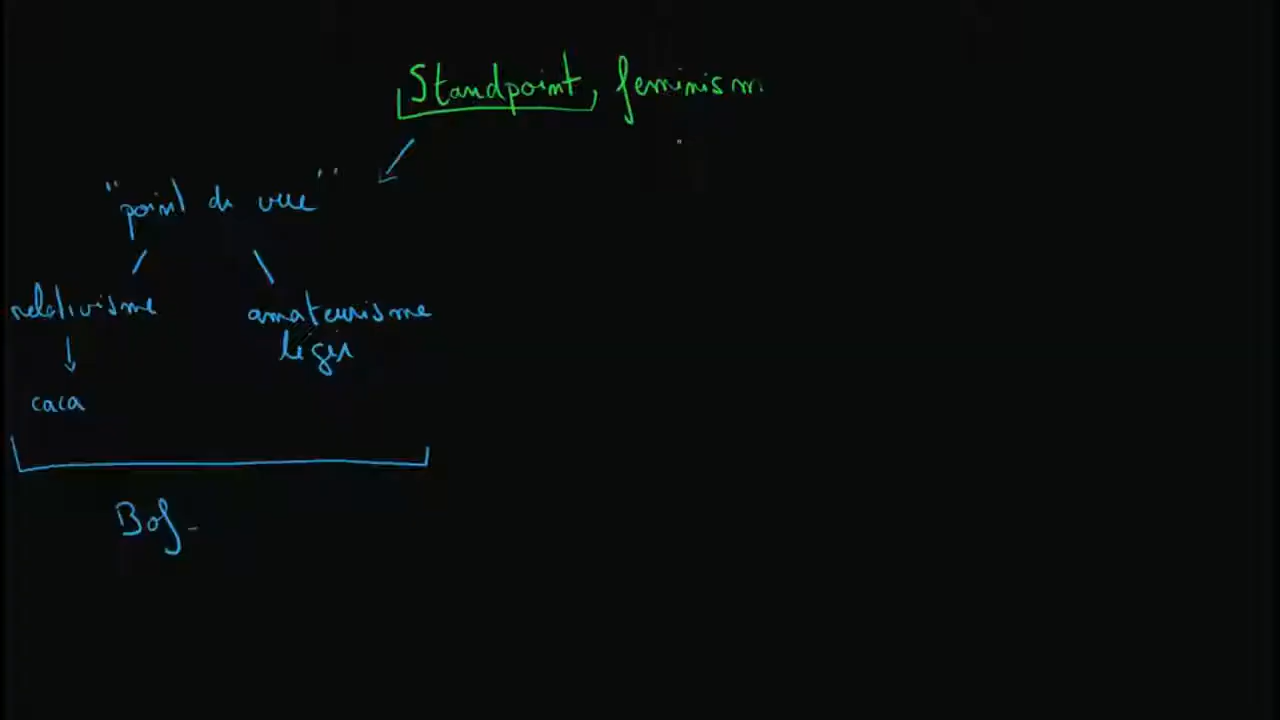 Standpoint, feminism
"point de vue"
relativisme
amateurisme
léger
caca
Bof -